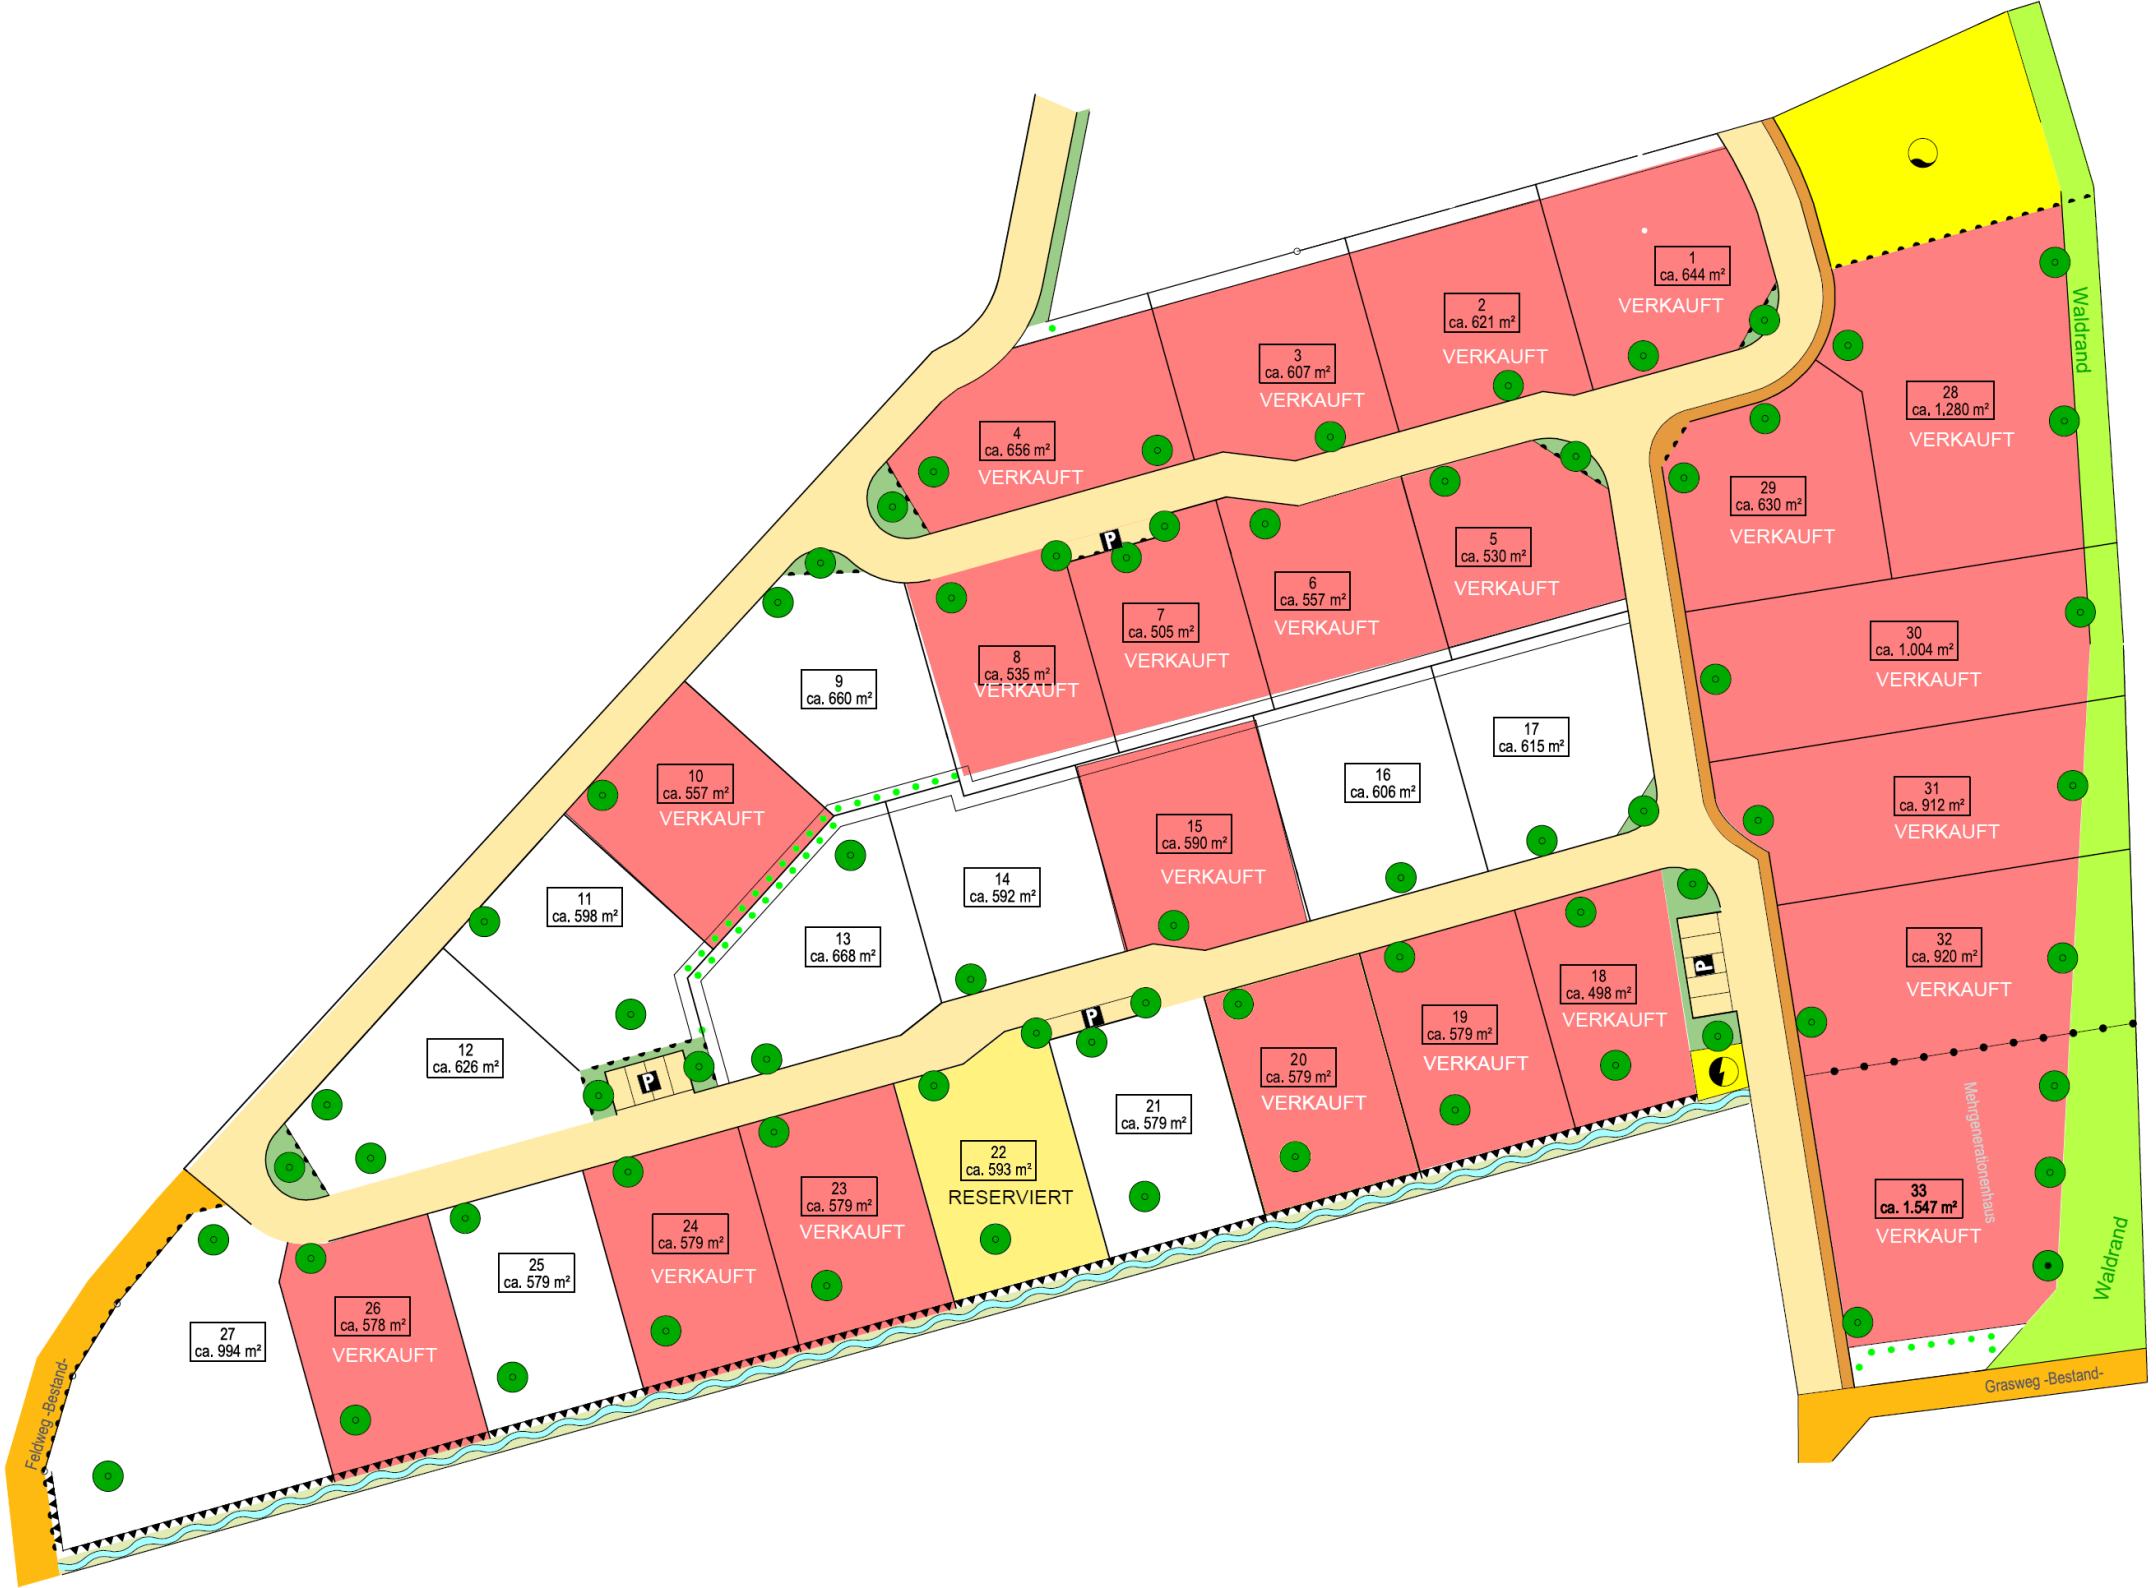 Waldrand
1
ca. 644 m²
VERKAUFT
2
ca. 621 m²
VERKAUFT
3
ca. 607 m²
VERKAUFT
4
ca. 656 m²
VERKAUFT
28
ca. 1.280 m²
VERKAUFT
29
ca. 630 m²
VERKAUFT
P
5
ca. 530 m²
VERKAUFT
6
ca. 557 m²
VERKAUFT
7
ca. 505 m²
VERKAUFT
8
ca. 535 m²
VERKAUFT
9
ca. 660 m²
30
ca. 1.004 m²
VERKAUFT
10
ca. 557 m²
VERKAUFT
17
ca. 615 m²
16
ca. 606 m²
15
ca. 590 m²
VERKAUFT
31
ca. 912 m²
VERKAUFT
14
ca. 592 m²
11
ca. 598 m²
13
ca. 668 m²
32
ca. 920 m²
VERKAUFT
P
18
ca. 498 m²
VERKAUFT
19
ca. 579 m²
VERKAUFT
P
20
ca. 579 m²
VERKAUFT
12
ca. 626 m²
P
21
ca. 579 m²
22
ca. 593 m²
RESERVIERT
23
ca. 579 m²
VERKAUFT
24
ca. 579 m²
VERKAUFT
Mehrgenerationenhaus
33
ca. 1.547 m²
VERKAUFT
Waldrand
25
ca. 579 m²
26
ca. 578 m²
VERKAUFT
27
ca. 994 m²
Feldweg -Bestand-
Grasweg -Bestand-